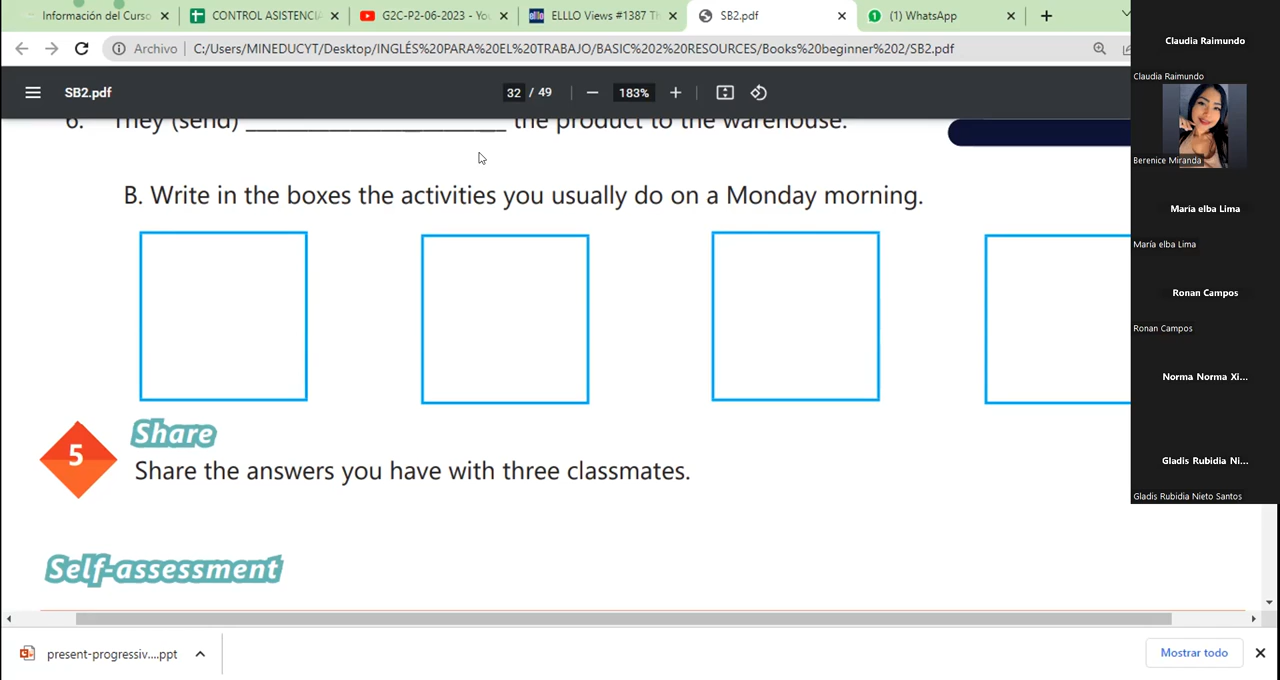 Información del Curso
CONTROL ASISTENCIA
G2C-P2-06-2023 - You
ELLLO Views #1387 Th
SB2.pdf
(1) WhatsApp
Archivo
C:/Users/MINEDUCYT/Desktop/INGLÉS%20PARA%20EL%20TRABAJO/BASIC%202%20RESOURCES/Books%20beginner%202/SB2.pdf
SB2.pdf
32 / 49
183%
6. They (send) ______________________ the product to the warehouse.
B. Write in the boxes the activities you usually do on a Monday morning.
5
Share
Share the answers you have with three classmates.
Self-assessment
present-progressiv....ppt
Mostrar todo
Claudia Raimundo
Claudia Raimundo
Berenice Miranda
María elba Lima
María elba Lima
Ronan Campos
Ronan Campos
Norma Norma Xi...
Gladis Rubidia Ni...
Gladis Rubidia Nieto Santos